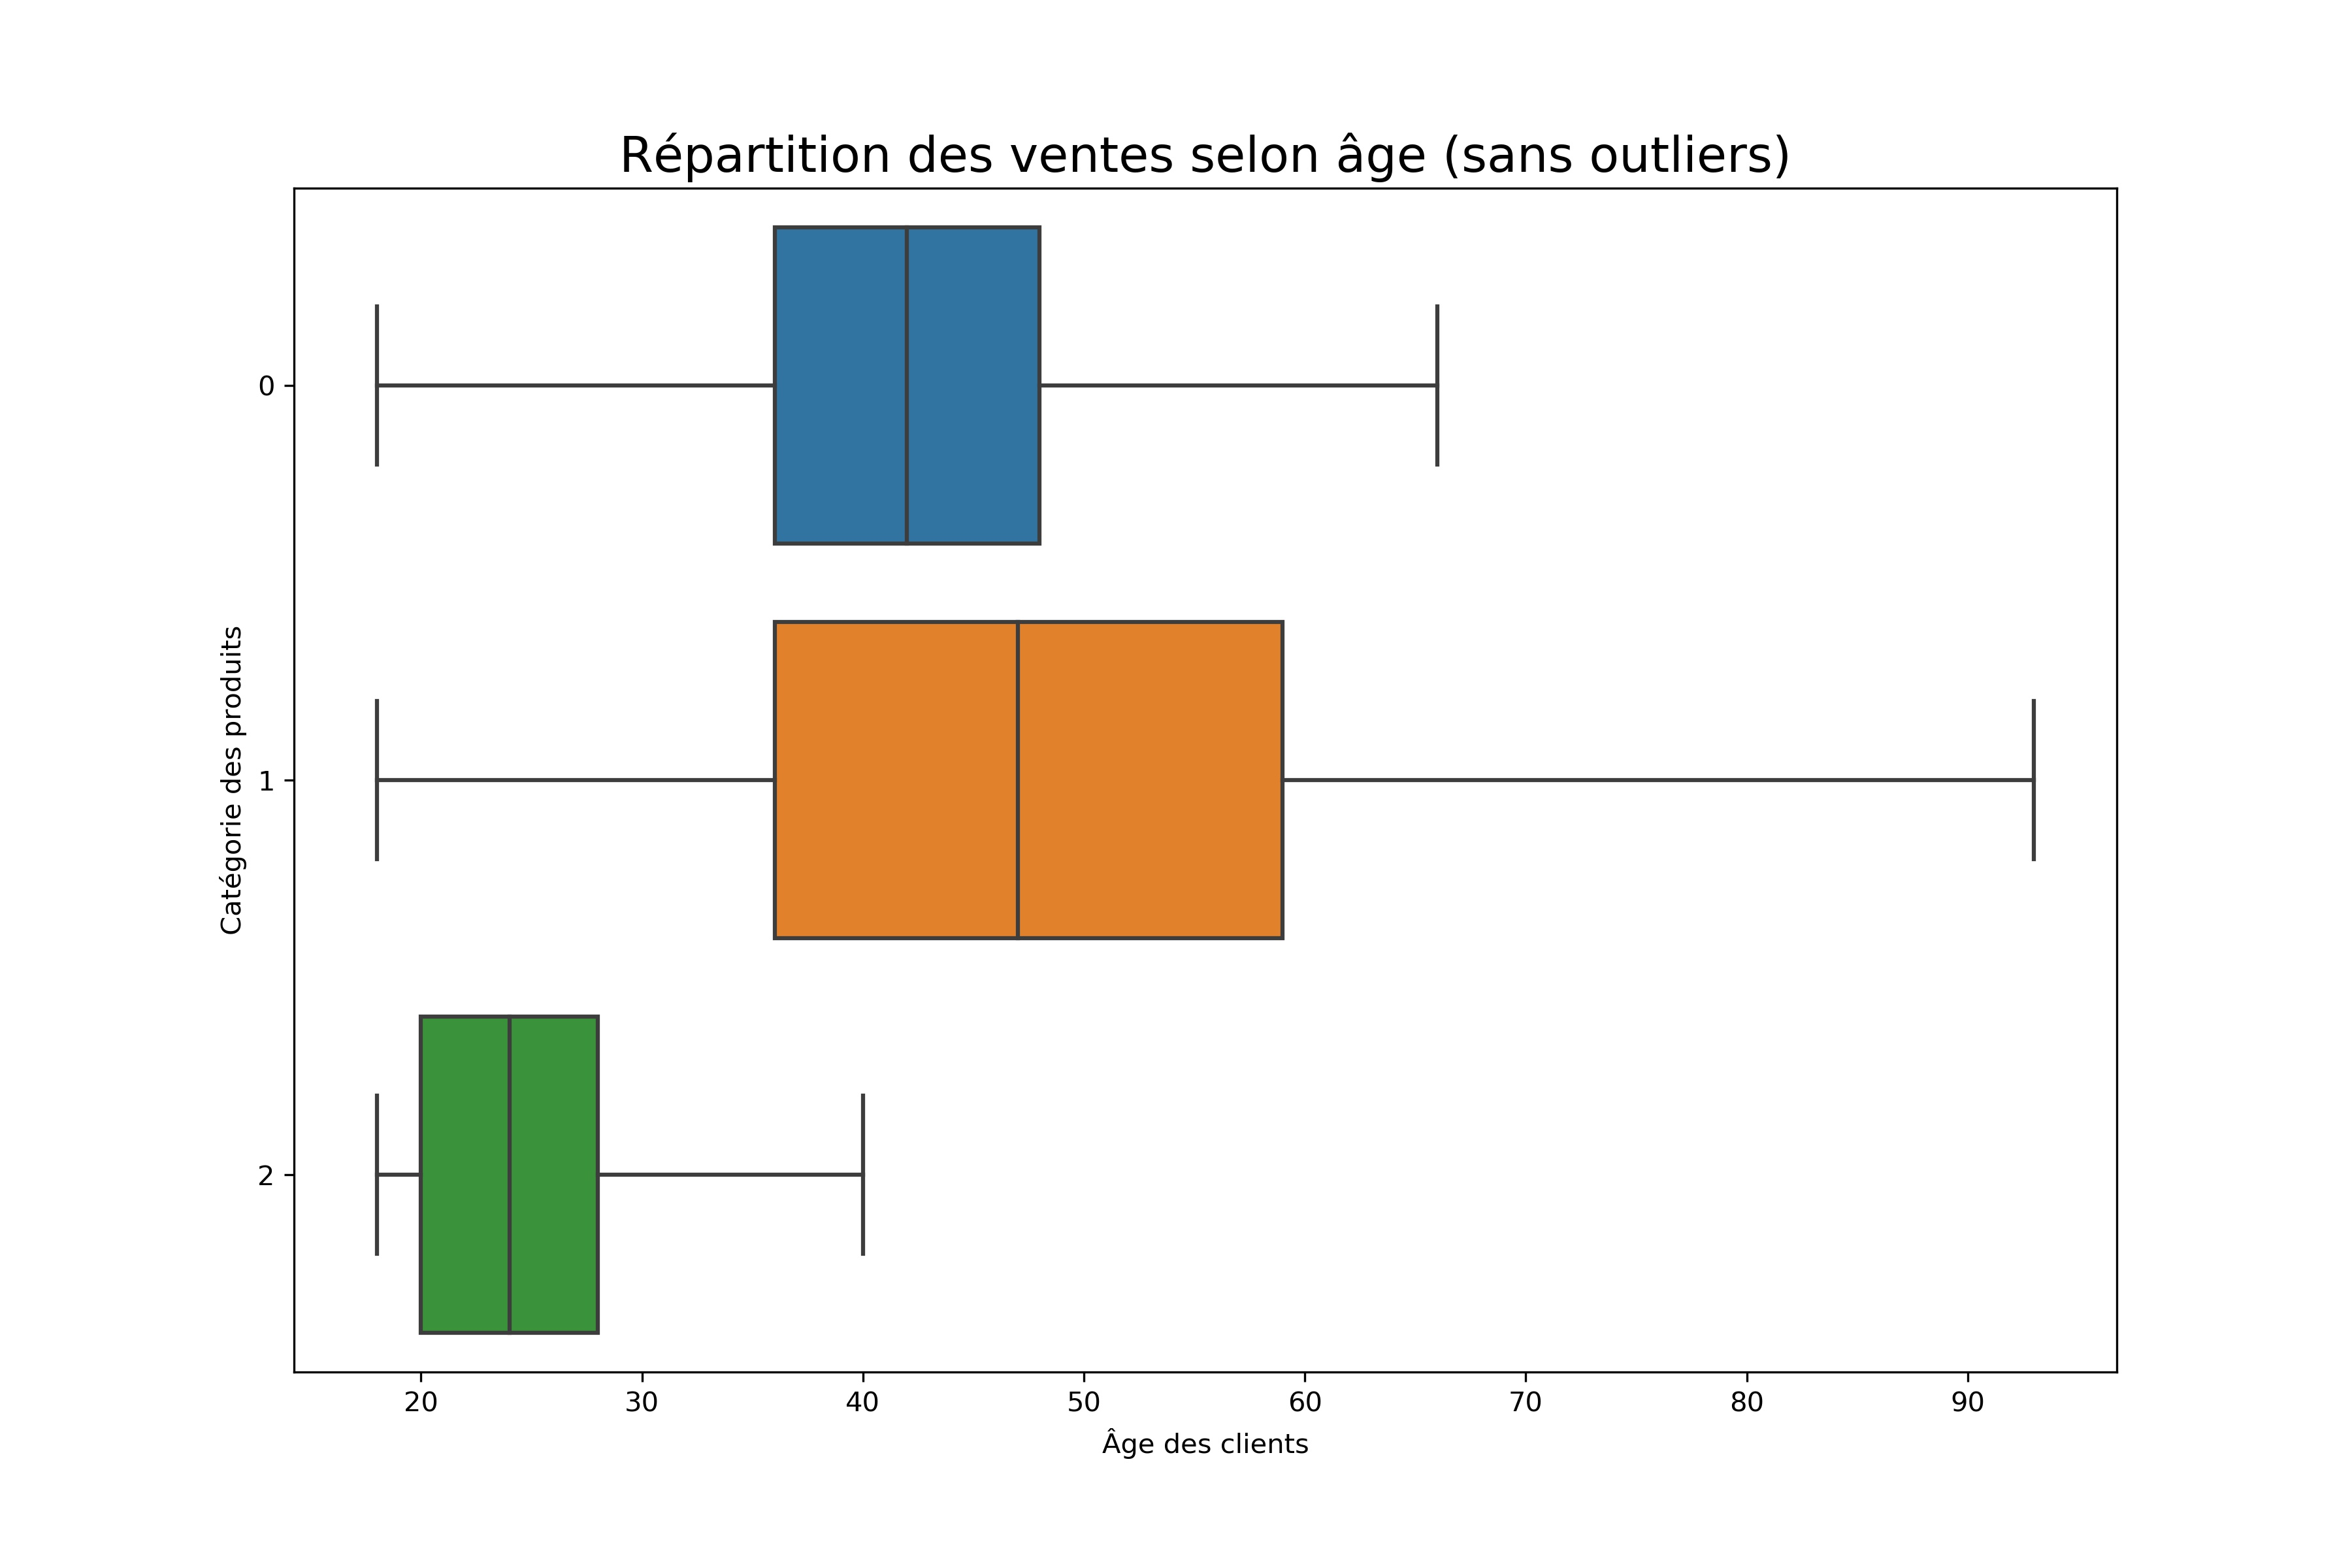 Répartition des ventes selon âge (sans outliers)
Catégorie des produits
0
1
2
20 30 40 50 60 70 80 90
Âge des clients